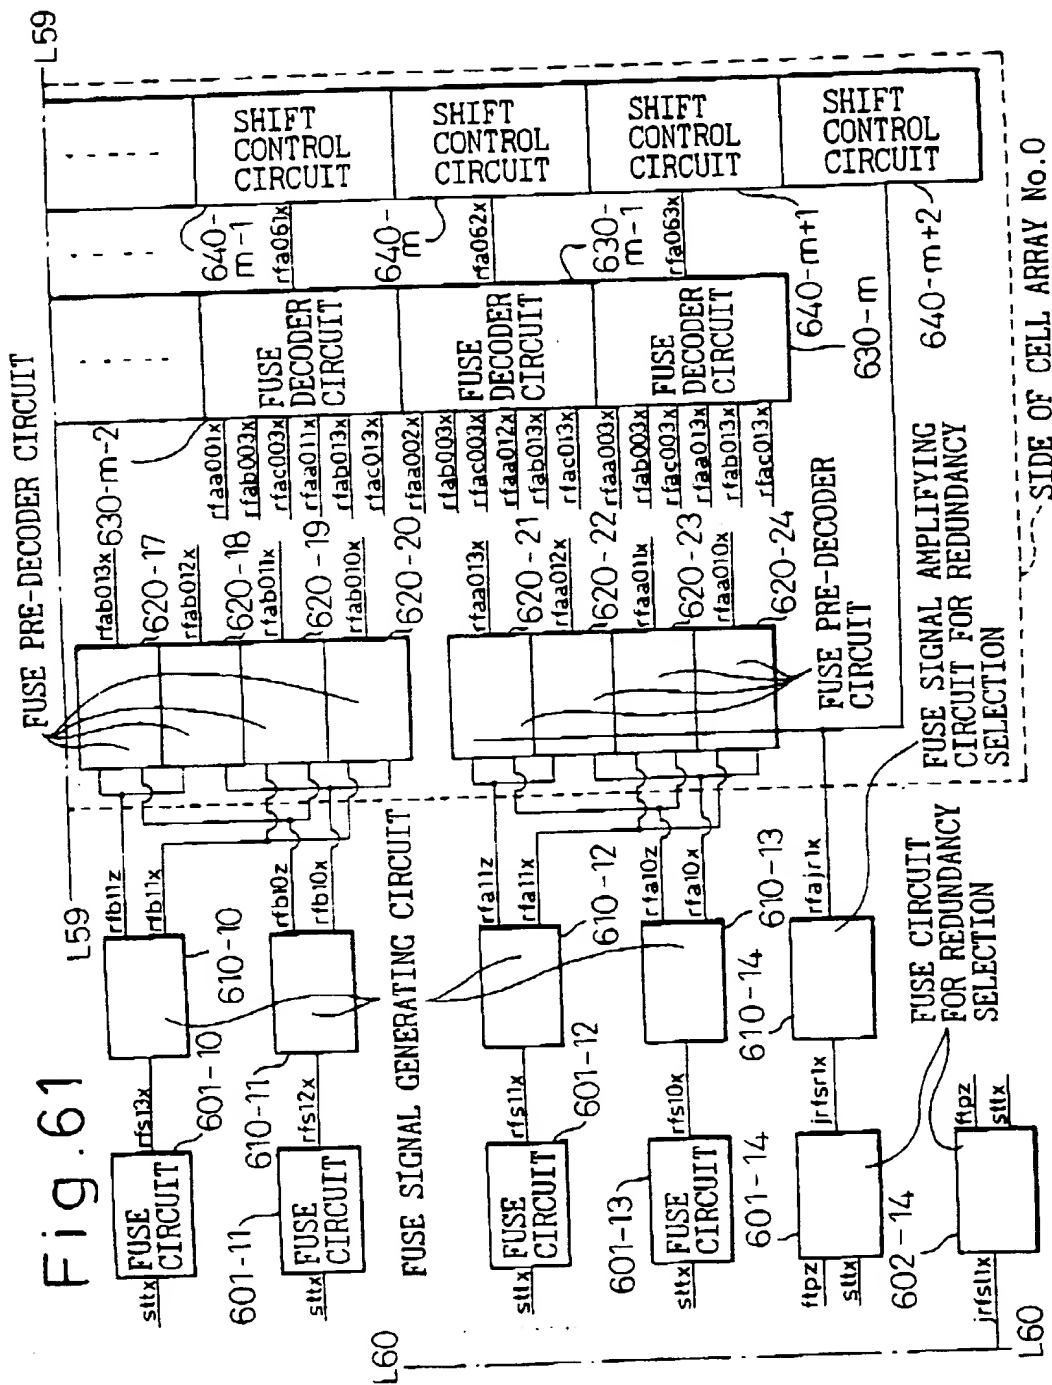 Fig. 61
L59
L59
L60
L60
FUSE PRE-DECODER CIRCUIT
SHIFT
CONTROL
CIRCUIT
SHIFT
CONTROL
CIRCUIT
SHIFT
CONTROL
CIRCUIT
SHIFT
CONTROL
CIRCUIT
640-
m-1
640-
m
640-m+1
640-m+2
rfa061x
rfa062x
rfa063x
630-m-2
630-
m-1
630-m
FUSE
DECODER
CIRCUIT
FUSE
DECODER
CIRCUIT
FUSE
DECODER
CIRCUIT
rfaa001x
rfab003x
rfac003x
rfaa011x
rfab013x
rfac013x
rfaa002x
rfab003x
rfac003x
rfaa012x
rfab013x
rfac013x
rfaa003x
rfab003x
rfac003x
rfaa013x
rfab013x
rfac013x
rfab013x
620-17
rfab012x
620-18
rfab011x
620-19
rfab010x
620-20
rfaa013x
620-21
rfaa012x
620-22
rfaa011x
620-23
rfaa010x
620-24
FUSE PRE-DECODER
CIRCUIT
SIDE OF CELL ARRAY No.0
FUSE SIGNAL AMPLIFYING
CIRCUIT FOR REDUNDANCY
SELECTION
rfb11z
rfb11x
610-10
rfb10z
rfb10x
610-11
FUSE SIGNAL GENERATING CIRCUIT
rfa11z
rfa11x
610-12
rfa10z
rfa10x
610-13
rfajr1x
610-14
FUSE CIRCUIT
FOR REDUNDANCY
SELECTION
rfs13x
601-10
rfs12x
601-11
rfs11x
601-12
rfs10x
601-13
jrfsr1x
601-14
602-14
FUSE
CIRCUIT
FUSE
CIRCUIT
FUSE
CIRCUIT
FUSE
CIRCUIT
sttx
sttx
sttx
sttx
ftpz
sttx
ftpz
sttx
jrfsl1x